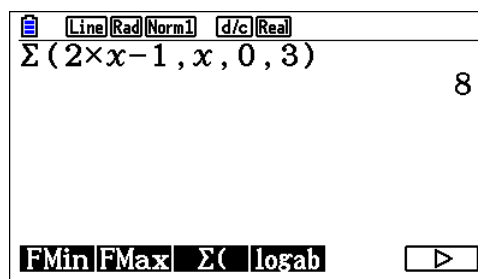 Line Rad Norm1 d/c Real
Σ(2×x−1,x,0,3)
8
FMin FMax Σ( logab ▷